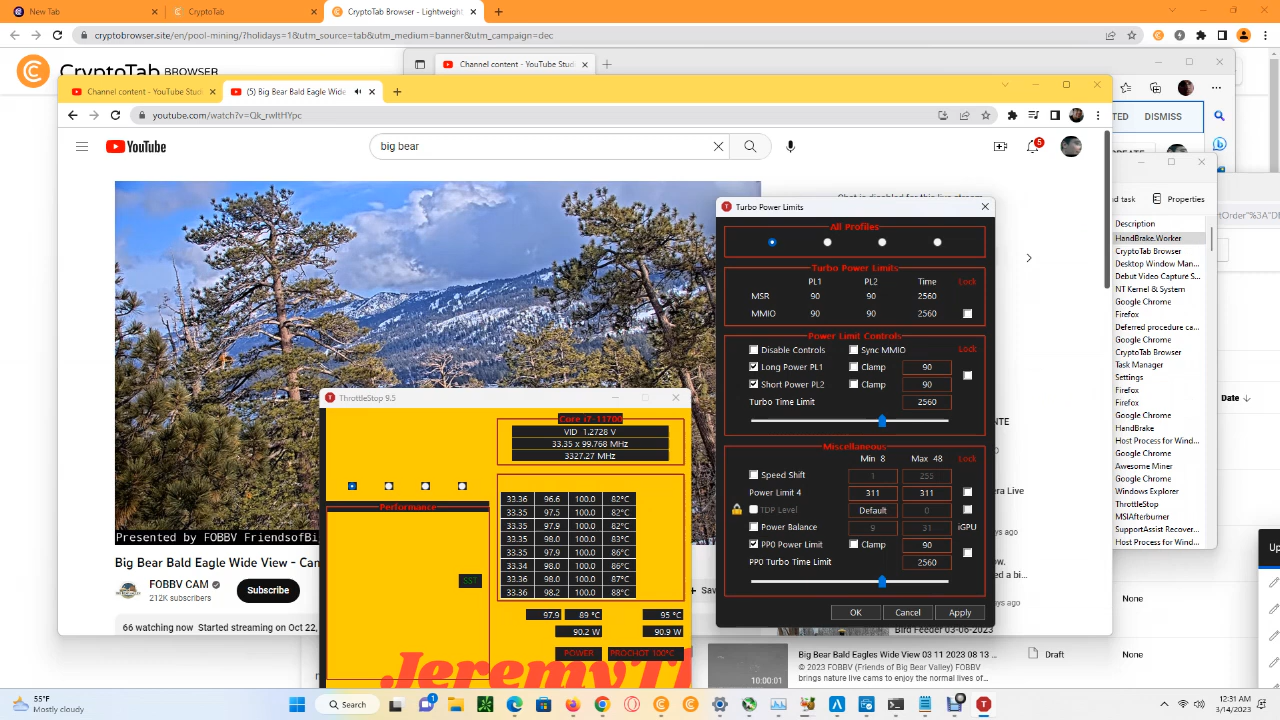 New Tab
CryptoTab
CryptoTab Browser - Lightweight
cryptobrowser.site/en/pool-mining/?holidays=1&utm_source=tab&utm_medium=banner&utm_campaign=dec
CryptoTab BROWSER
Channel content - YouTube Stud
Channel content - YouTube Studi
(5) Big Bear Bald Eagle Wide
youtube.com/watch?v=Qk_rwItHYpc
DISMISS
YouTube
big bear
5
Properties
Description
HandBrake.Worker
CryptoTab Browser
Desktop Window Man...
Debut Video Capture S...
Google Chrome
NT Kernel & System
Google Chrome
Firefox
Deferred procedure ca...
Google Chrome
CryptoTab Browser
Task Manager
Settings
Firefox
Firefox
Google Chrome
HandBrake
Host Process for Wind...
Awesome Miner
Google Chrome
Windows Explorer
ThrottleStop
MSIAfterburner
SupportAssist Recover...
Host Process for Wind...
Turbo Power Limits
All Profiles
Turbo Power Limits
PL1 PL2 Time Lock
MSR 90 90 2560
MMIO 90 90 2560
Power Limit Controls
Disable Controls Sync MMIO Lock
Long Power PL1 Clamp 90
Short Power PL2 Clamp 90
Turbo Time Limit 2560
Miscellaneous
Min 8 Max 48 Lock
Speed Shift 1 255
Power Limit 4 311 311
TDP Level Default 0
Power Balance 9 31 iGPU
PP0 Power Limit Clamp 90
PP0 Turbo Time Limit 2560
OK Cancel Apply
ThrottleStop 9.5
Core i7-11700
VID 1.2728 V
33.35 x 99.768 MHz
3327.27 MHz
Performance
SST
33.36 96.6 100.0 82°C
33.35 97.5 100.0 82°C
33.36 97.9 100.0 82°C
33.35 98.0 100.0 83°C
33.35 97.9 100.0 86°C
33.34 98.0 100.0 86°C
33.36 98.0 100.0 87°C
33.36 98.2 100.0 88°C
97.9 89 °C 95 °C
90.2 W 90.9 W
POWER PROCHOT 100°C
Presented by FOBBV FriendsofBi
Big Bear Bald Eagle Wide View - Can
FOBBV CAM
212K subscribers
Subscribe
66 watching now Started streaming on Oct 22,
Date
Bird Feeder 03-06-2023
Big Bear Bald Eagles Wide View 03 11 2023 08 13 ...
© 2023 FOBBV (Friends of Big Bear Valley) FOBBV
brings nature live cams to enjoy the normal lives of...
10:00:01
Draft
None
None
55°F
Mostly cloudy
Search
1
12:31 AM
3/14/2023